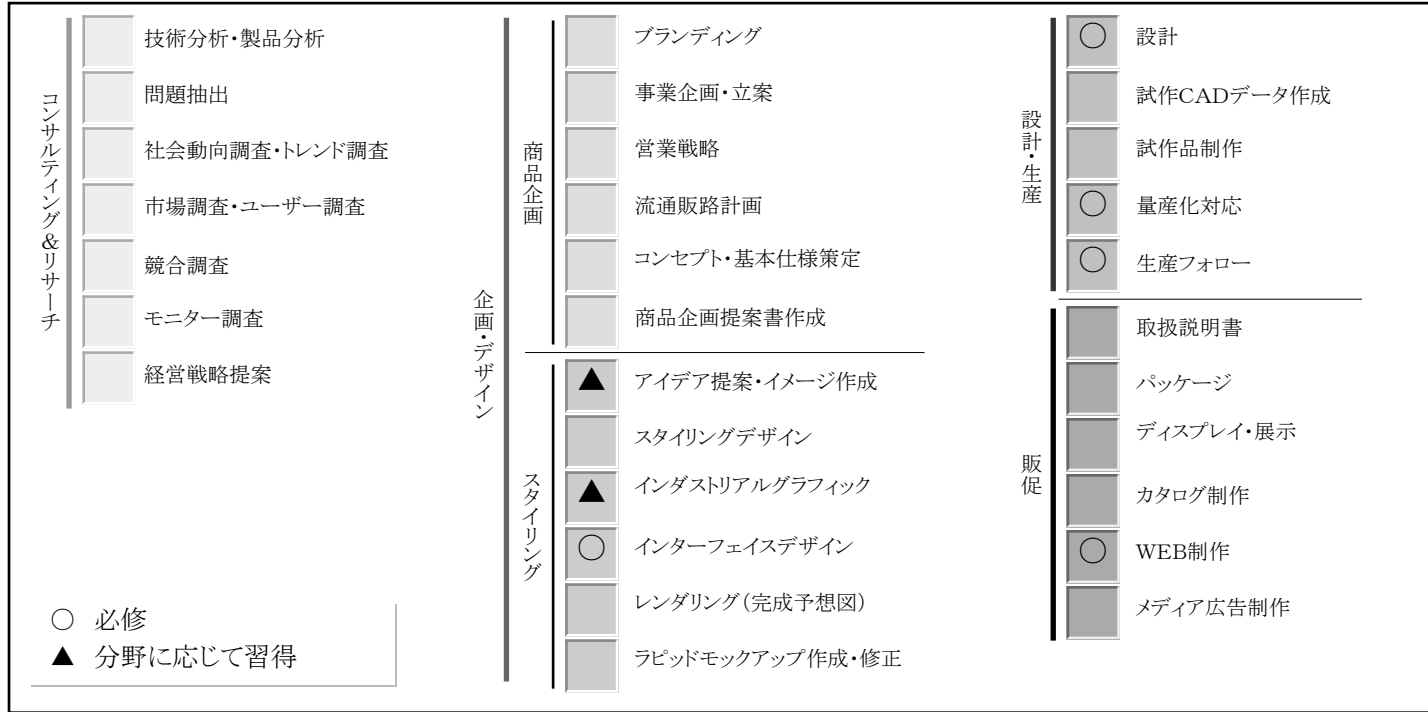 コンサルティング&リサーチ
技術分析・製品分析
問題抽出
社会動向調査・トレンド調査
市場調査・ユーザー調査
競合調査
モニター調査
経営戦略提案
企画・デザイン
商品企画
ブランディング
事業企画・立案
営業戦略
流通販路計画
コンセプト・基本仕様策定
商品企画提案書作成
スタイリング
▲ アイデア提案・イメージ作成
スタイリングデザイン
▲ インダストリアルグラフィック
○ インターフェイスデザイン
レンダリング(完成予想図)
ラピッドモックアップ作成・修正
設計・生産
○ 設計
試作CADデータ作成
試作品制作
○ 量産化対応
○ 生産フォロー
販促
取扱説明書
パッケージ
ディスプレイ・展示
カタログ制作
○ WEB制作
メディア広告制作
○ 必修
▲ 分野に応じて習得